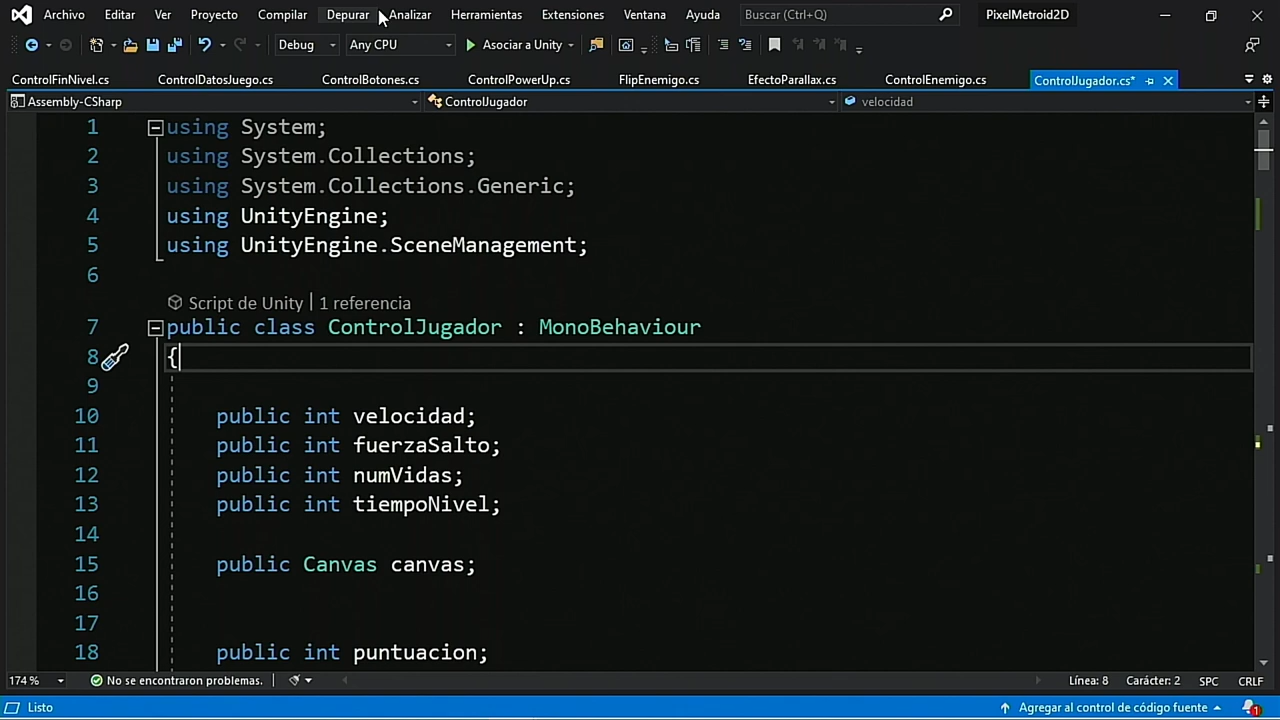 Archivo Editar Ver Proyecto Compilar Depurar Analizar Herramientas Extensiones Ventana Ayuda Buscar (Ctrl+Q) PixelMetroid2D
Debug Any CPU Asociar a Unity
ControlFinNivel.cs ControlDatosJuego.cs ControlBotones.cs ControlPowerUp.cs FlipEnemigo.cs EfectoParallax.cs ControlEnemigo.cs ControlJugador.cs*
Assembly-CSharp ControlJugador velocidad
1 using System;
2 using System.Collections;
3 using System.Collections.Generic;
4 using UnityEngine;
5 using UnityEngine.SceneManagement;
6
Script de Unity | 1 referencia
7 public class ControlJugador : MonoBehaviour
8 {
9
10 public int velocidad;
11 public int fuerzaSalto;
12 public int numVidas;
13 public int tiempoNivel;
14
15 public Canvas canvas;
16
17
18 public int puntuacion;
174 % No se encontraron problemas. Línea: 8 Carácter: 2 SPC CRLF
Listo Agregar al control de código fuente 1